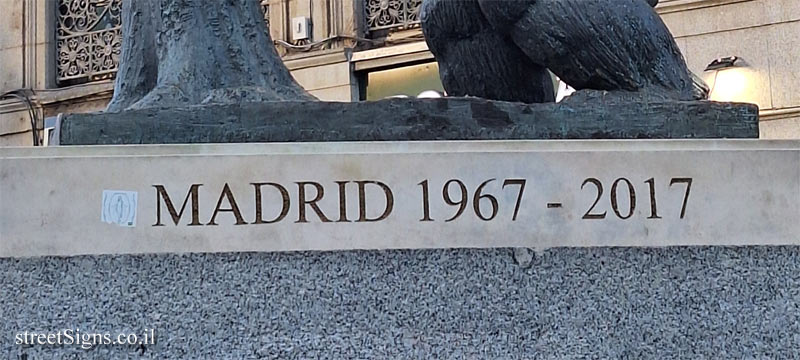 MADRID 1967 - 2017
streetSigns.co.il